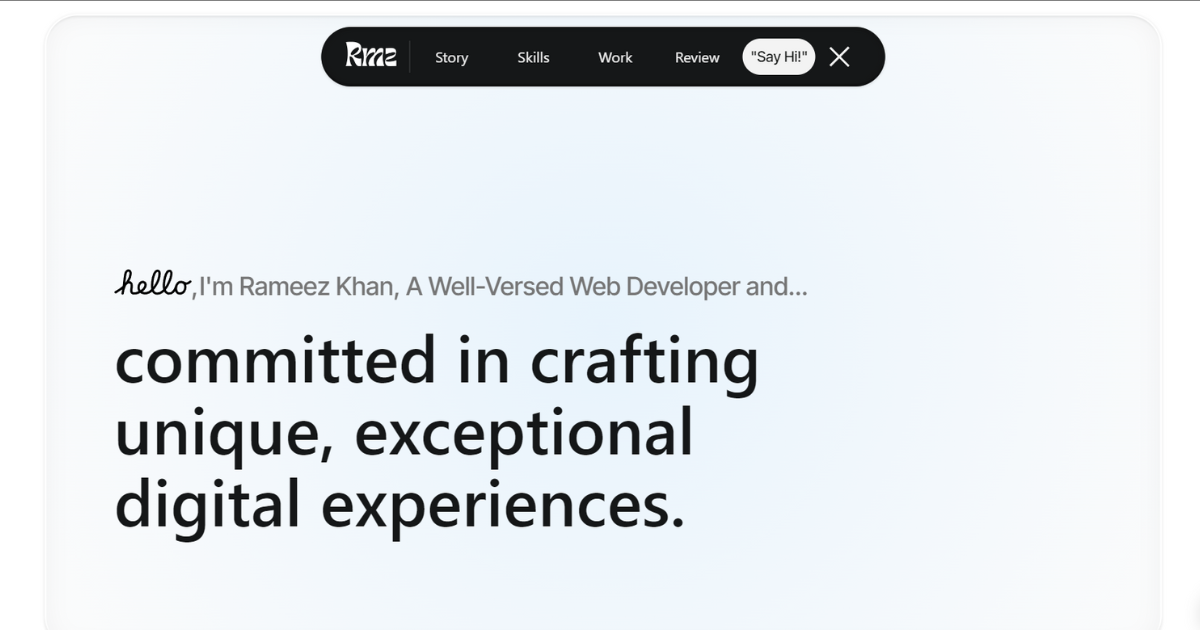 Rmz
Story
Skills
Work
Review
"Say Hi!"
hello,I'm Rameez Khan, A Well-Versed Web Developer and...
committed in crafting
unique, exceptional
digital experiences.